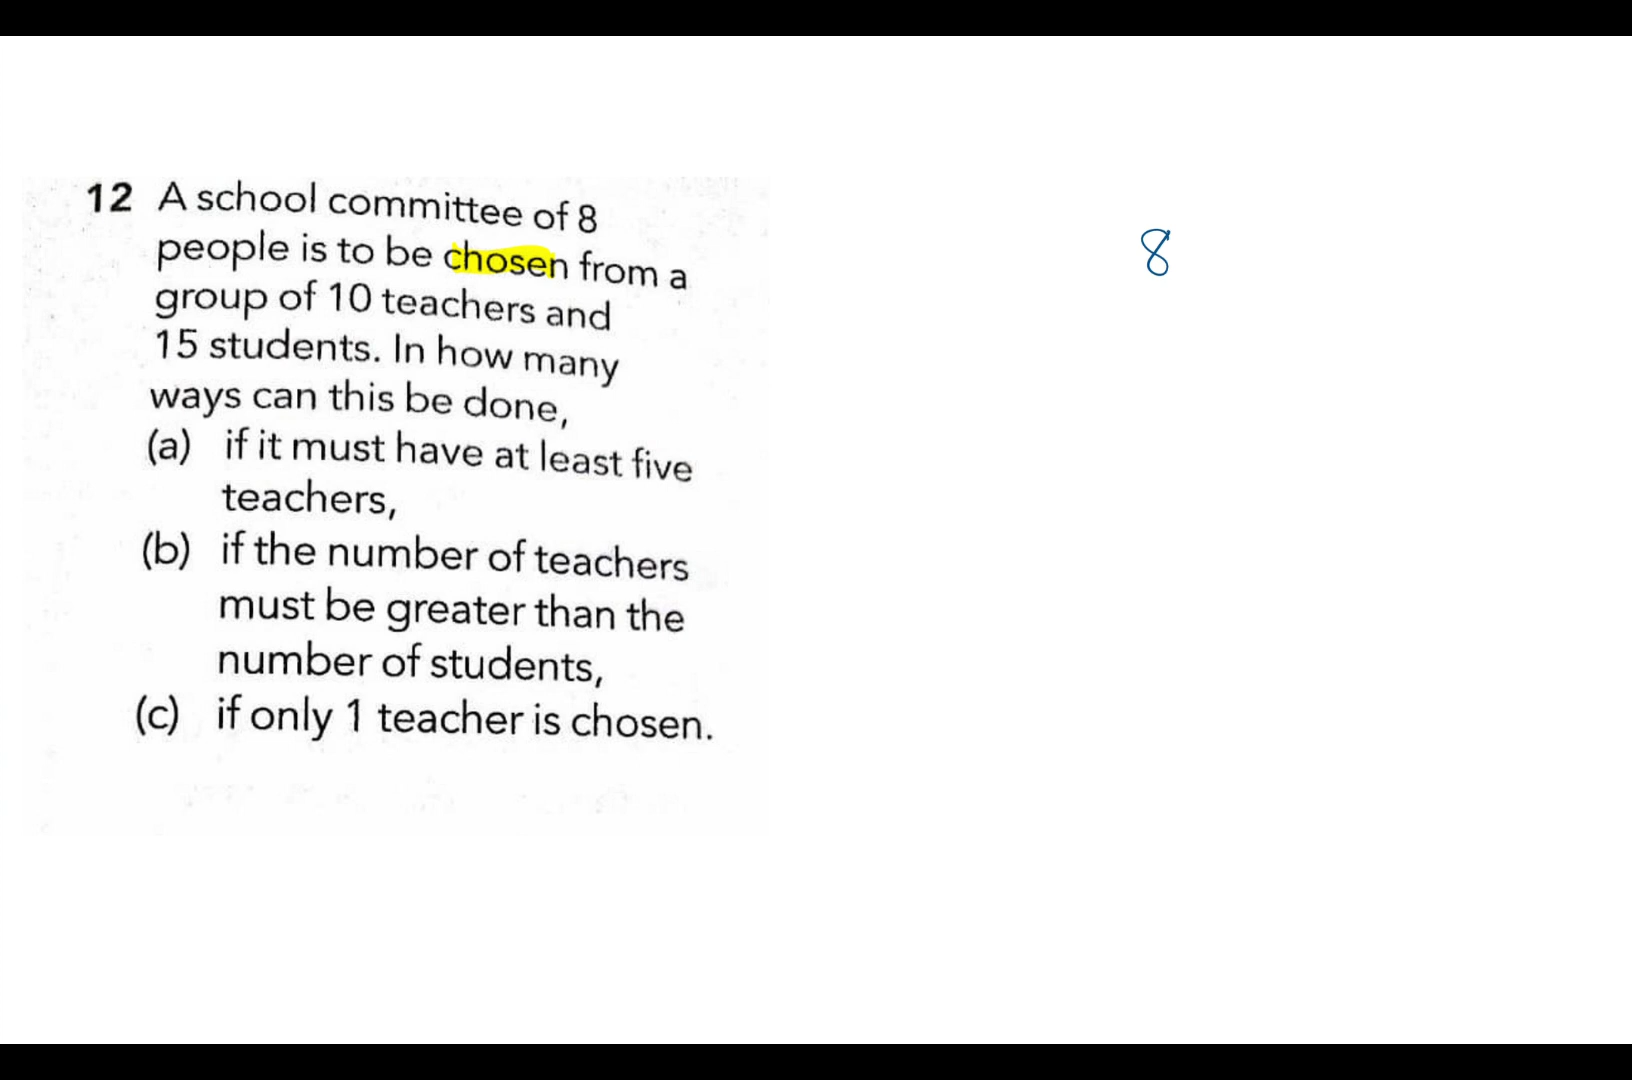 12 A school committee of 8
people is to be chosen from a
group of 10 teachers and
15 students. In how many
ways can this be done,
(a) if it must have at least five
teachers,
(b) if the number of teachers
must be greater than the
number of students,
(c) if only 1 teacher is chosen.
8